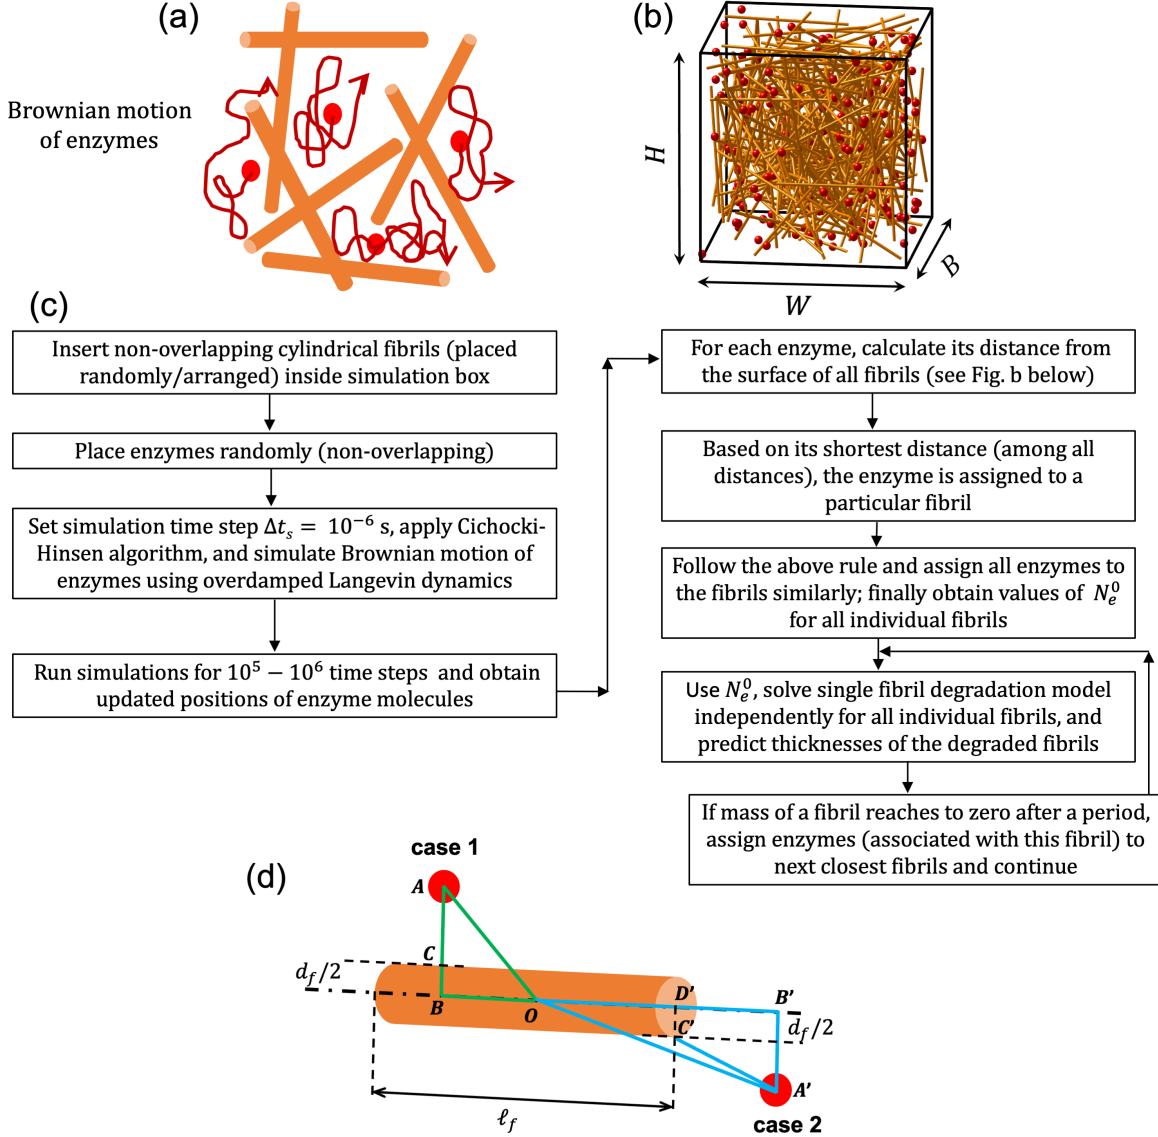 (a)
Brownian motion
of enzymes
(b)
H
W
B
(c)
Insert non-overlapping cylindrical fibrils (placed
randomly/arranged) inside simulation box
Place enzymes randomly (non-overlapping)
Set simulation time step Δt_s = 10^{-6} s, apply Cichocki-
Hinsen algorithm, and simulate Brownian motion of
enzymes using overdamped Langevin dynamics
Run simulations for 10^5 − 10^6 time steps and obtain
updated positions of enzyme molecules
For each enzyme, calculate its distance from
the surface of all fibrils (see Fig. b below)
Based on its shortest distance (among all
distances), the enzyme is assigned to a
particular fibril
Follow the above rule and assign all enzymes to
the fibrils similarly; finally obtain values of N_e^0
for all individual fibrils
Use N_e^0, solve single fibril degradation model
independently for all individual fibrils, and
predict thicknesses of the degraded fibrils
If mass of a fibril reaches to zero after a period,
assign enzymes (associated with this fibril) to
next closest fibrils and continue
(d)
case 1
A
C
d_f/2
B
O
D'
B'
C'
d_f/2
A'
ℓ_f
case 2